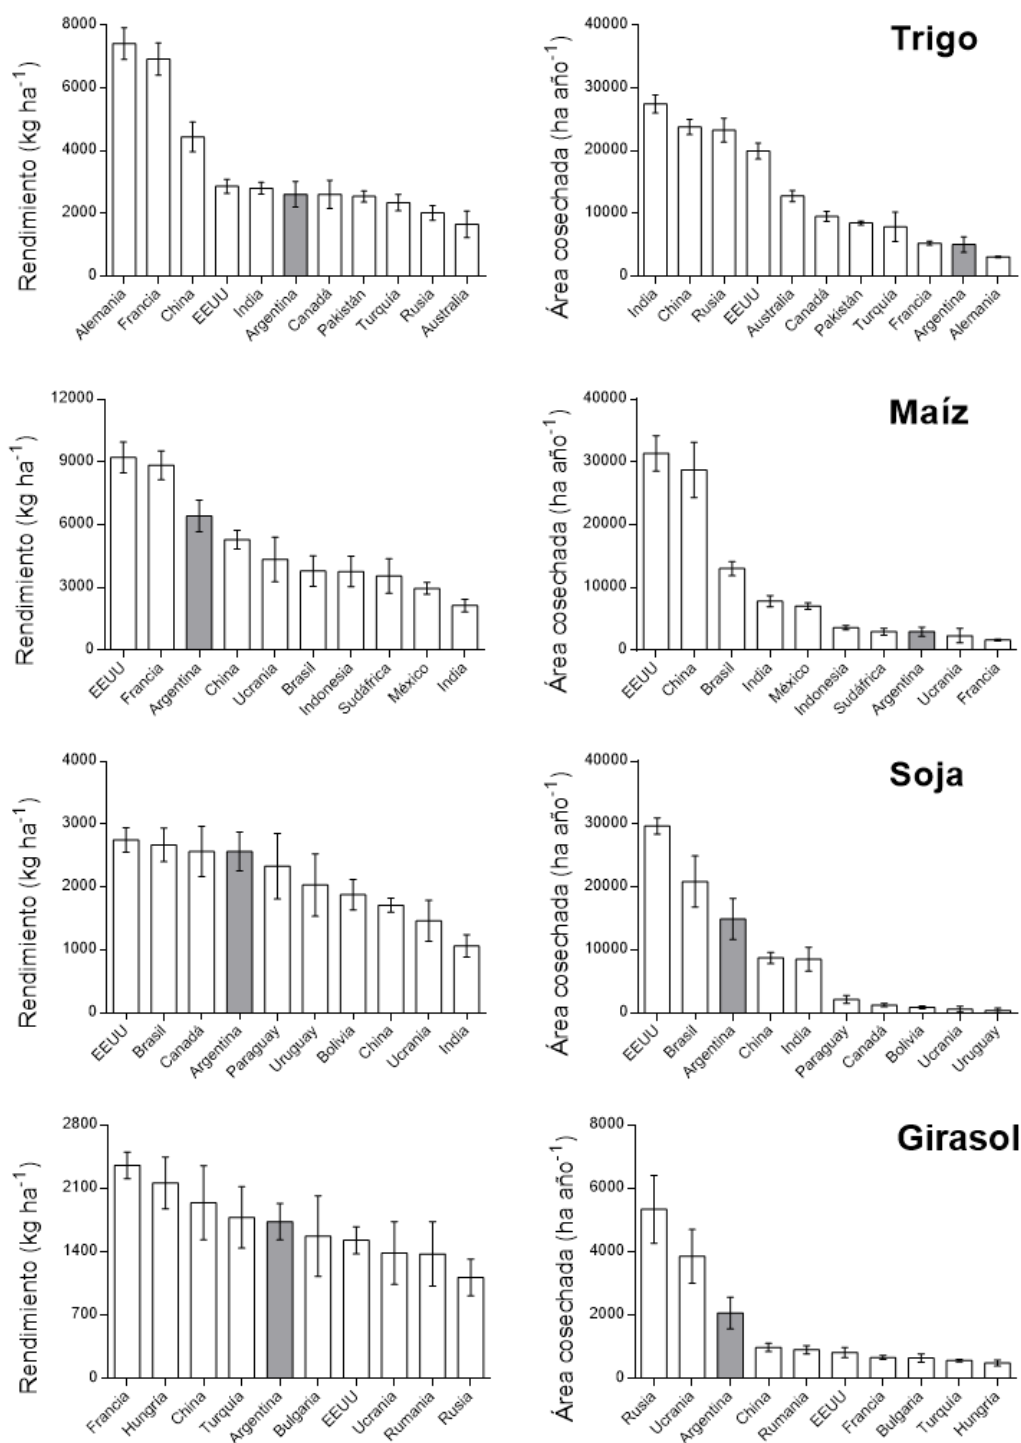 Trigo
Rendimiento (kg ha-1)
8000
6000
4000
2000
0
Alemania Francia China EEUU India Argentina Canadá Pakistán Turquía Rusia Australia
Área cosechada (ha año-1)
40000
30000
20000
10000
0
India China Rusia EEUU Australia Canadá Pakistán Turquía Francia Argentina Alemania
Maíz
Rendimiento (kg ha-1)
12000
9000
6000
3000
0
EEUU Francia Argentina China Ucrania Brasil Indonesia Sudáfrica México India
Área cosechada (ha año-1)
40000
30000
20000
10000
0
EEUU China Brasil India México Indonesia Sudáfrica Argentina Ucrania Francia
Soja
Rendimiento (kg ha-1)
4000
3000
2000
1000
0
EEUU Brasil Canadá Argentina Paraguay Uruguay Bolivia China Ucrania India
Área cosechada (ha año-1)
40000
30000
20000
10000
0
EEUU Brasil Argentina China India Paraguay Canadá Bolivia Ucrania Uruguay
Girasol
Rendimiento (kg ha-1)
2800
2100
1400
700
0
Francia Hungría China Turquía Argentina Bulgaria EEUU Ucrania Rumania Rusia
Área cosechada (ha año-1)
8000
6000
4000
2000
0
Rusia Ucrania Argentina China Rumania EEUU Francia Bulgaria Turquía Hungría